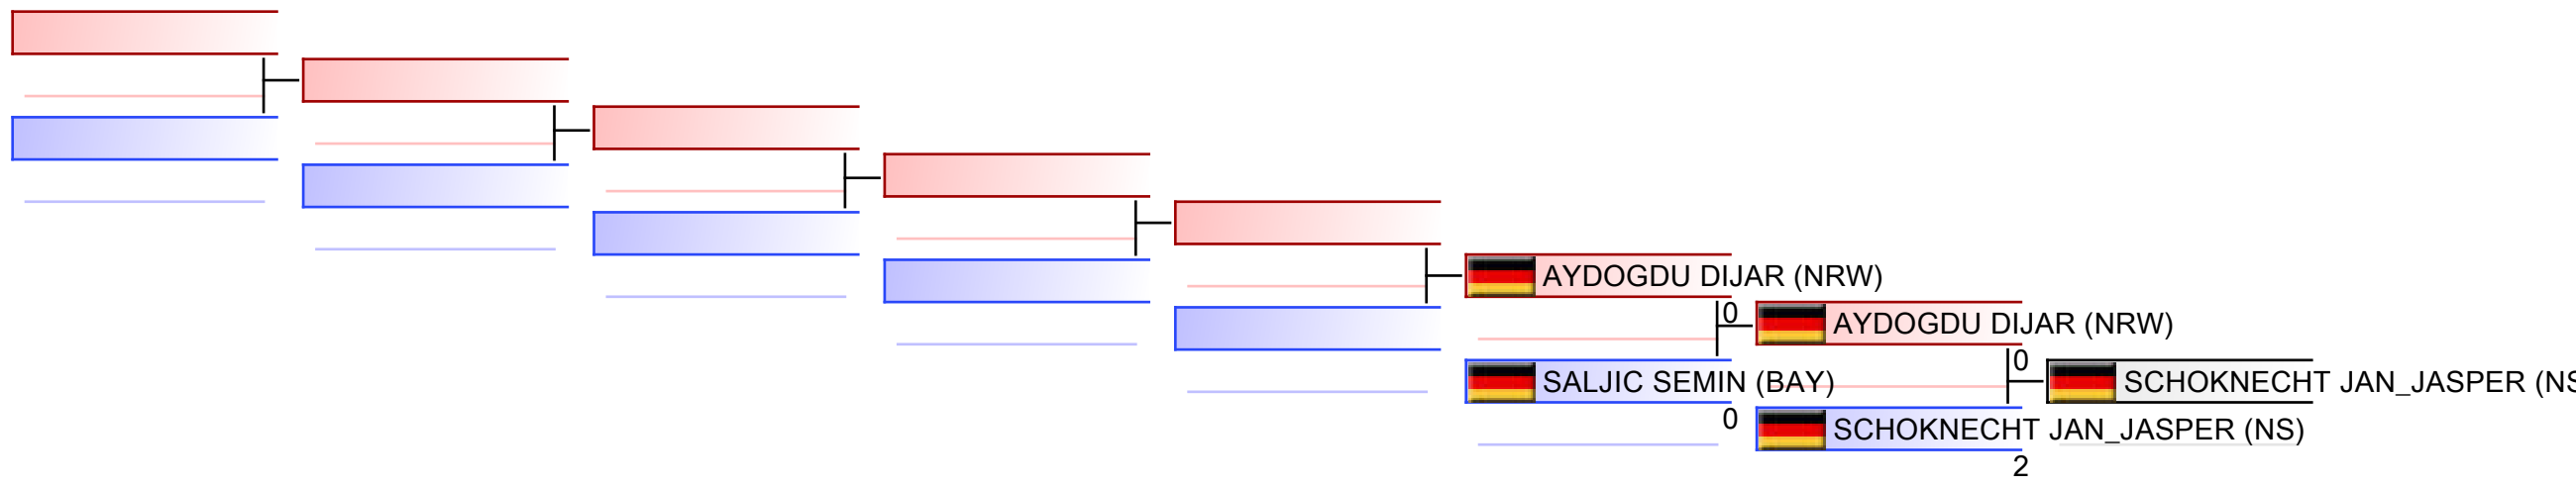 AYDOGDU DIJAR (NRW)
0
AYDOGDU DIJAR (NRW)
0
SALJIC SEMIN (BAY)
SCHOKNECHT JAN_JASPER (NS
0
SCHOKNECHT JAN_JASPER (NS)
2